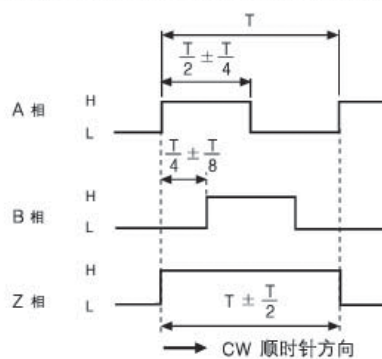 T
T/2 ± T/4
A 相 H L
T/4 ± T/8
B 相 H L
Z 相 H L
T ± T/2
CW 顺时针方向